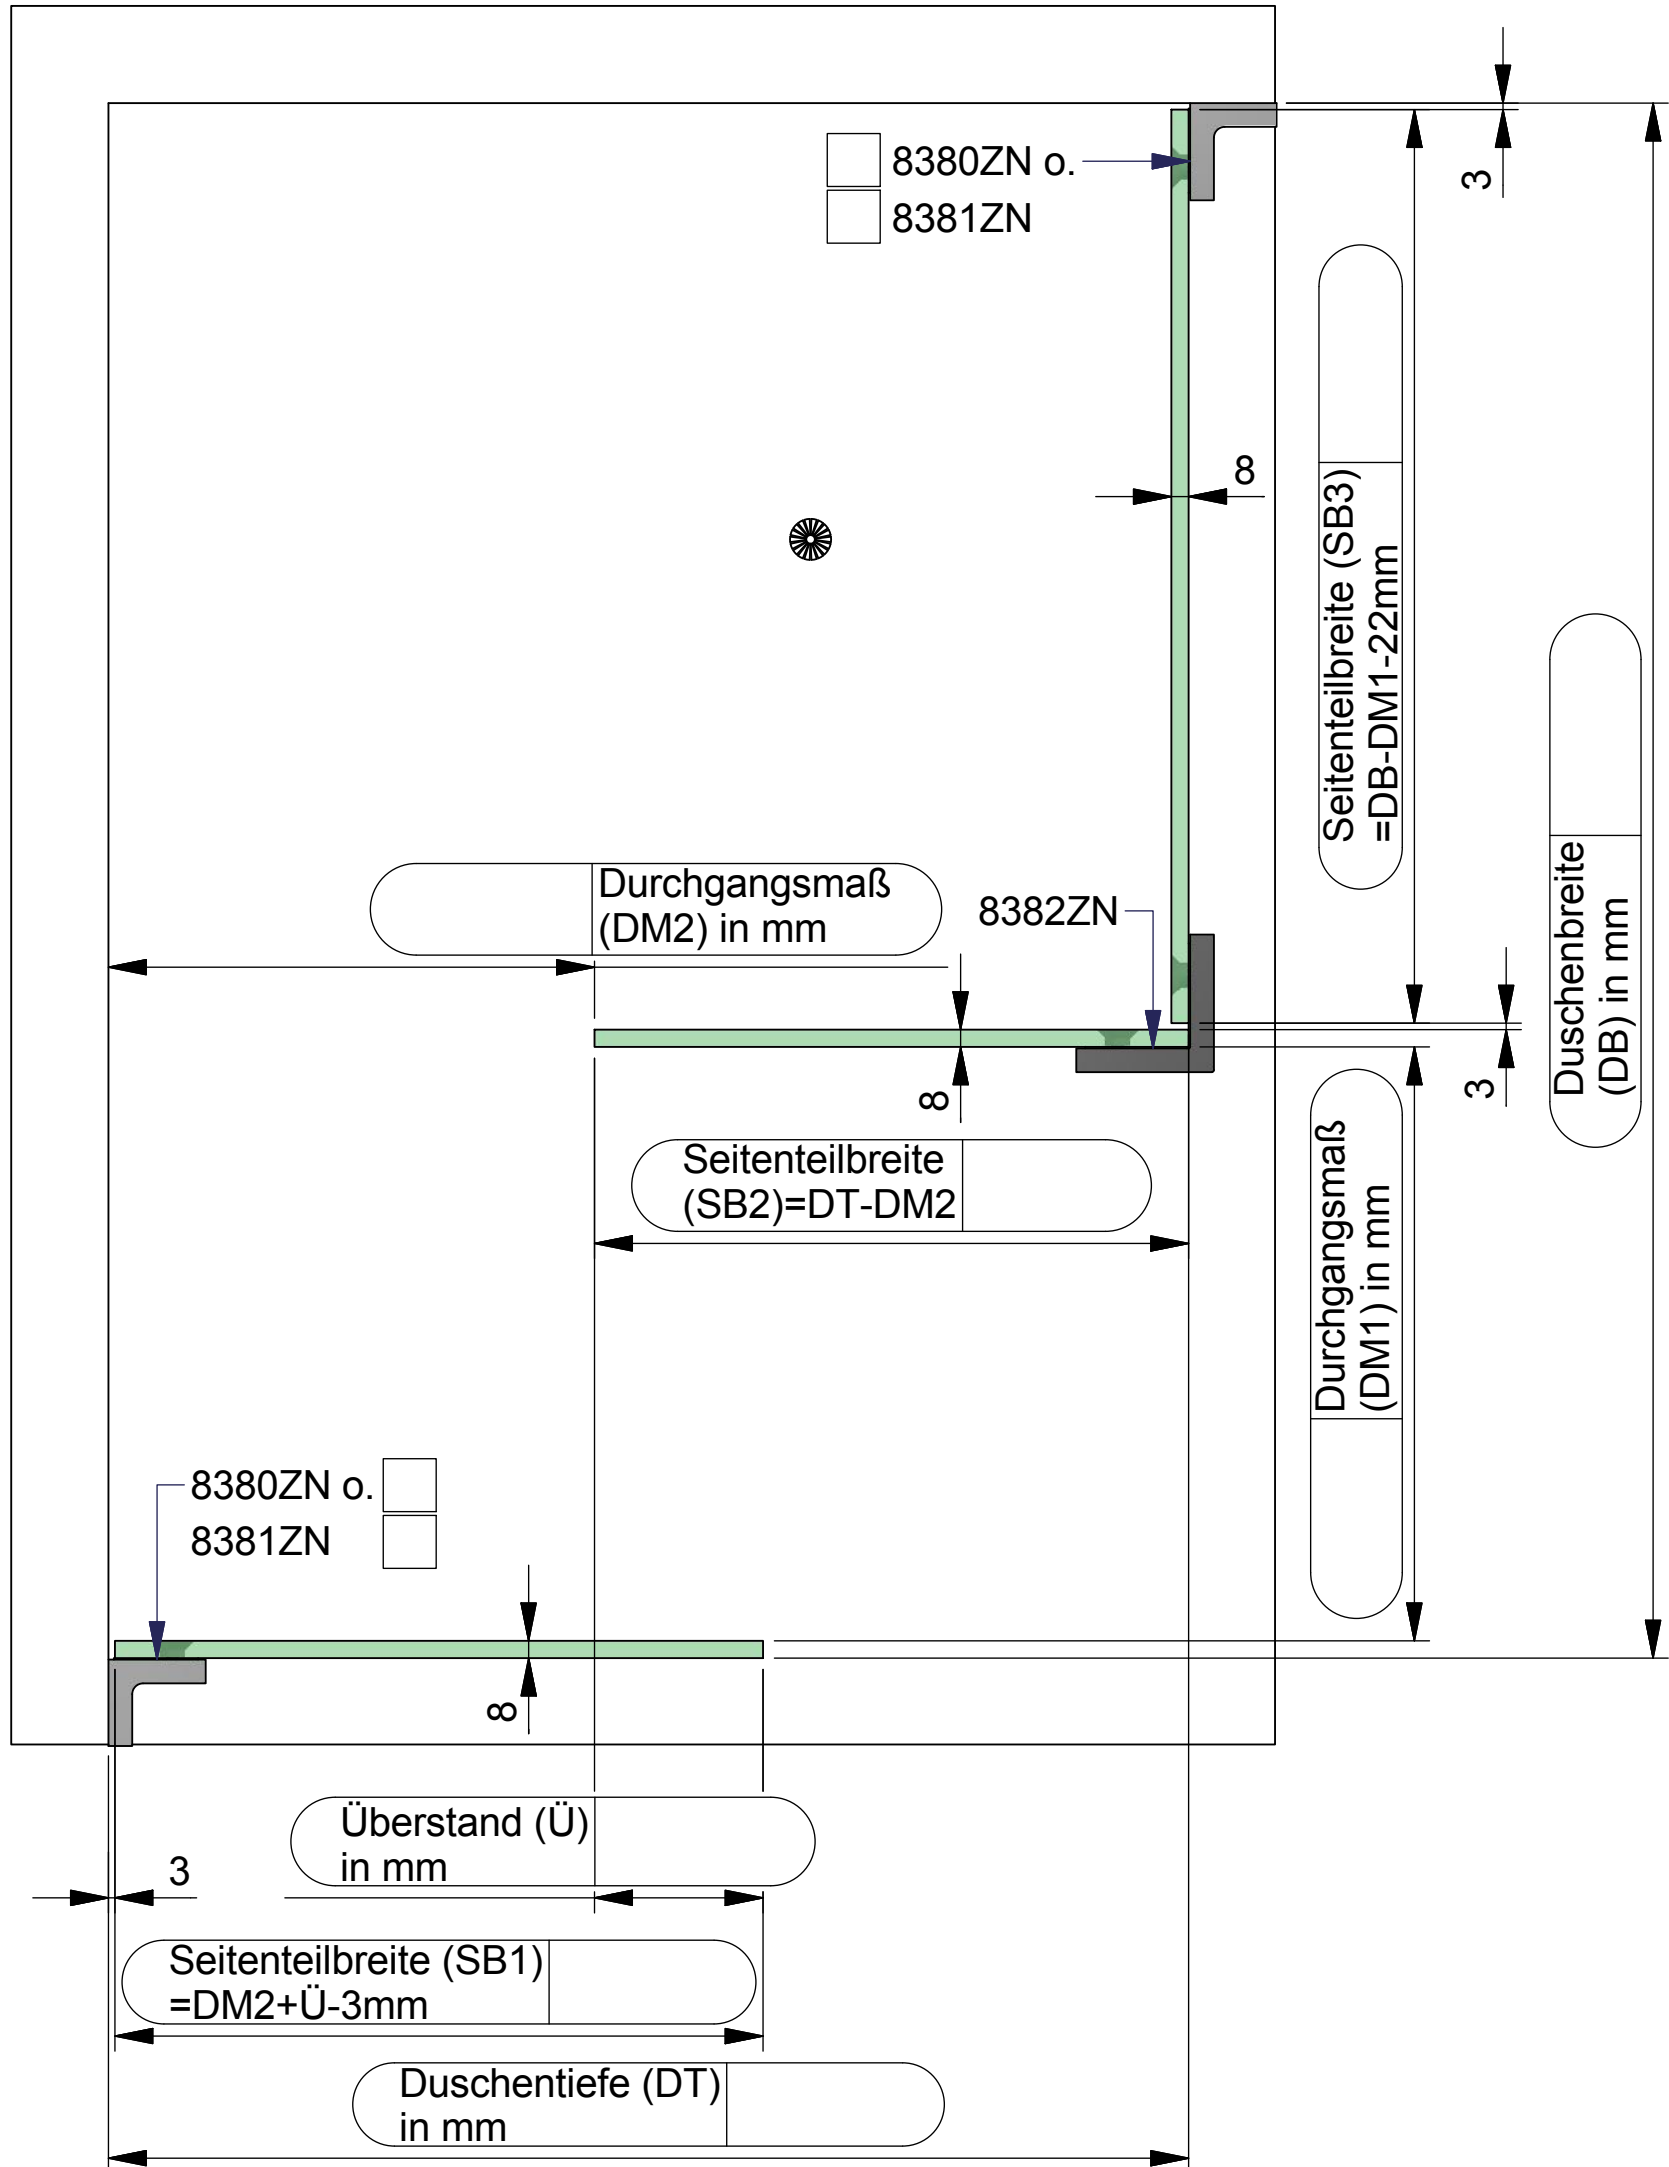 8380ZN o.
8381ZN
3
8
Seitenteilbreite (SB3)
=DB-DM1-22mm
Duschenbreite
(DB) in mm
Durchgangsmaß
(DM2) in mm
8382ZN
8
3
Seitenteilbreite
(SB2)=DT-DM2
Durchgangsmaß
(DM1) in mm
8380ZN o.
8381ZN
8
Überstand (Ü)
in mm
3
Seitenteilbreite (SB1)
=DM2+Ü-3mm
Duschentiefe (DT)
in mm